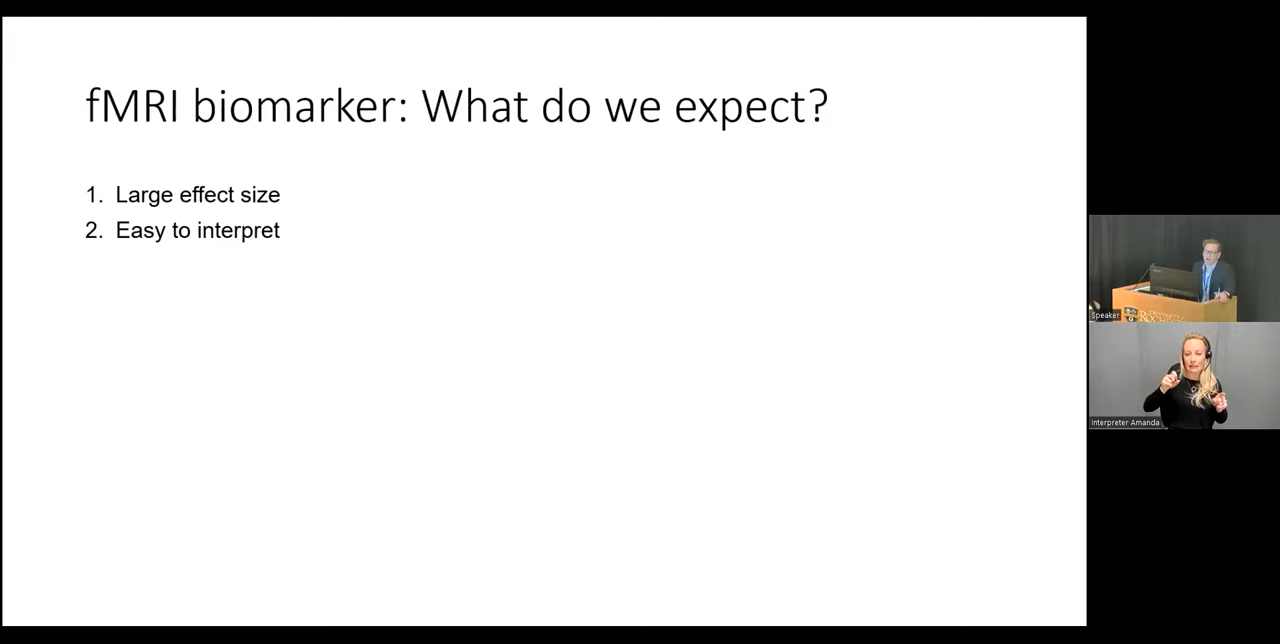 fMRI biomarker: What do we expect?
1. Large effect size
2. Easy to interpret
Speaker
Interpreter Amanda